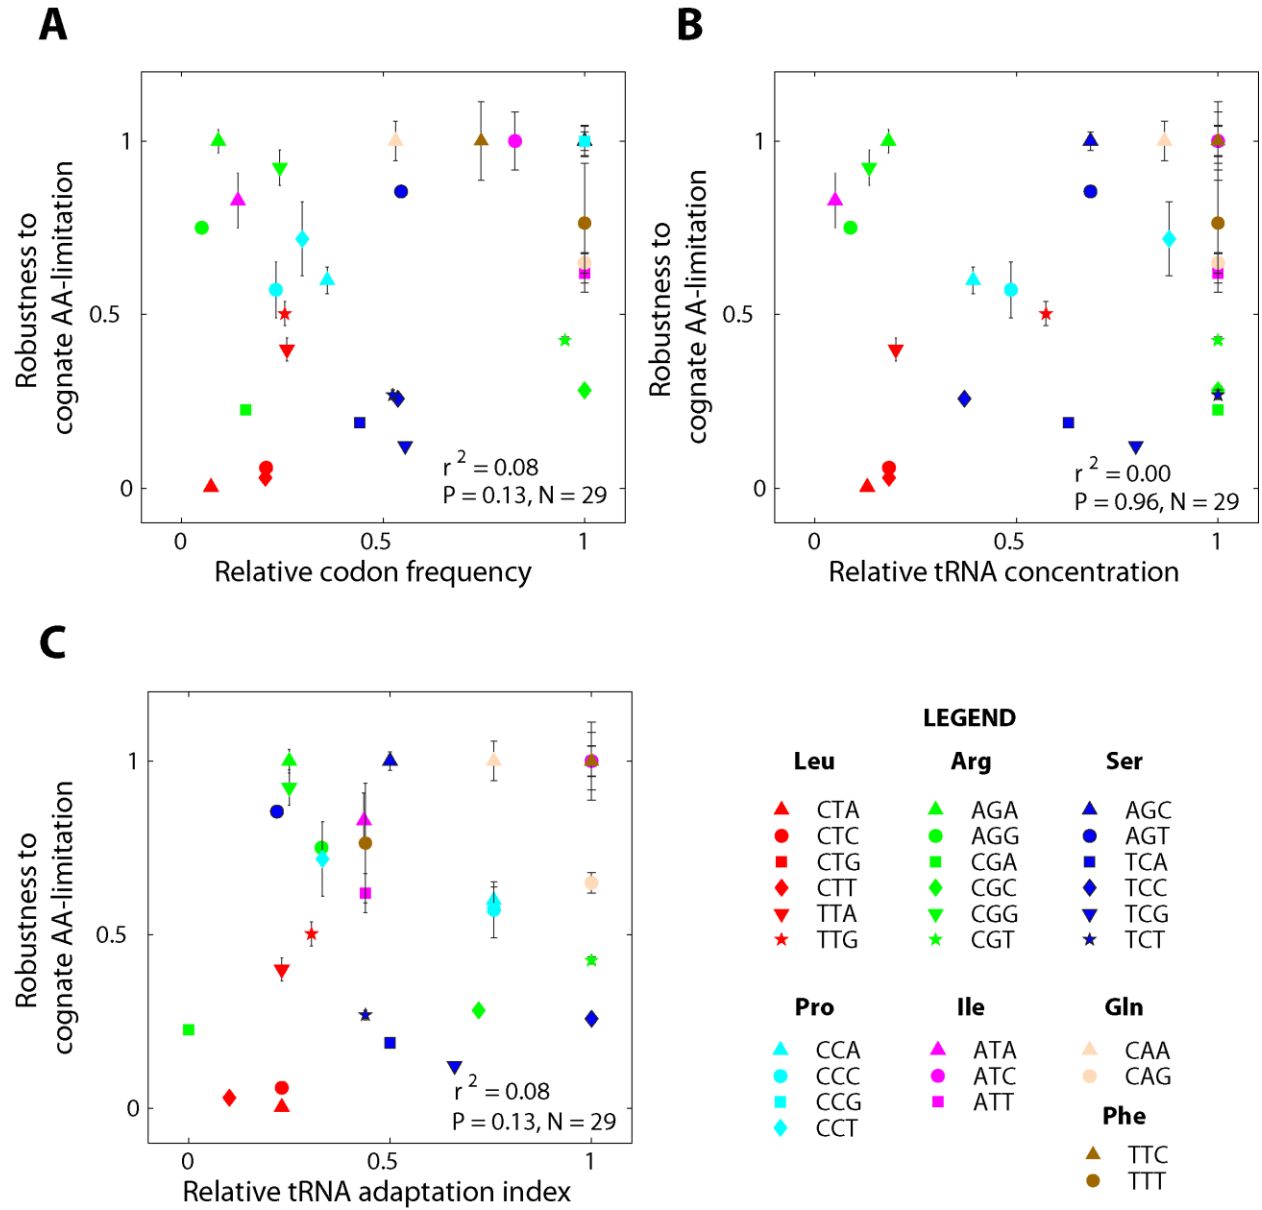 A
Robustness to
cognate AA-limitation
1
0.5
0
r 2 = 0.08
P = 0.13, N = 29
0
0.5
1
Relative codon frequency
B
Robustness to
cognate AA-limitation
1
0.5
0
r 2 = 0.00
P = 0.96, N = 29
0
0.5
1
Relative tRNA concentration
C
Robustness to
cognate AA-limitation
1
0.5
0
r 2 = 0.08
P = 0.13, N = 29
0
0.5
1
Relative tRNA adaptation index
LEGEND
Leu
CTA
CTC
CTG
CTT
TTA
TTG
Arg
AGA
AGG
CGA
CGC
CGG
CGT
Ser
AGC
AGT
TCA
TCC
TCG
TCT
Pro
CCA
CCC
CCG
CCT
Ile
ATA
ATC
ATT
Gln
CAA
CAG
Phe
TTC
TTT